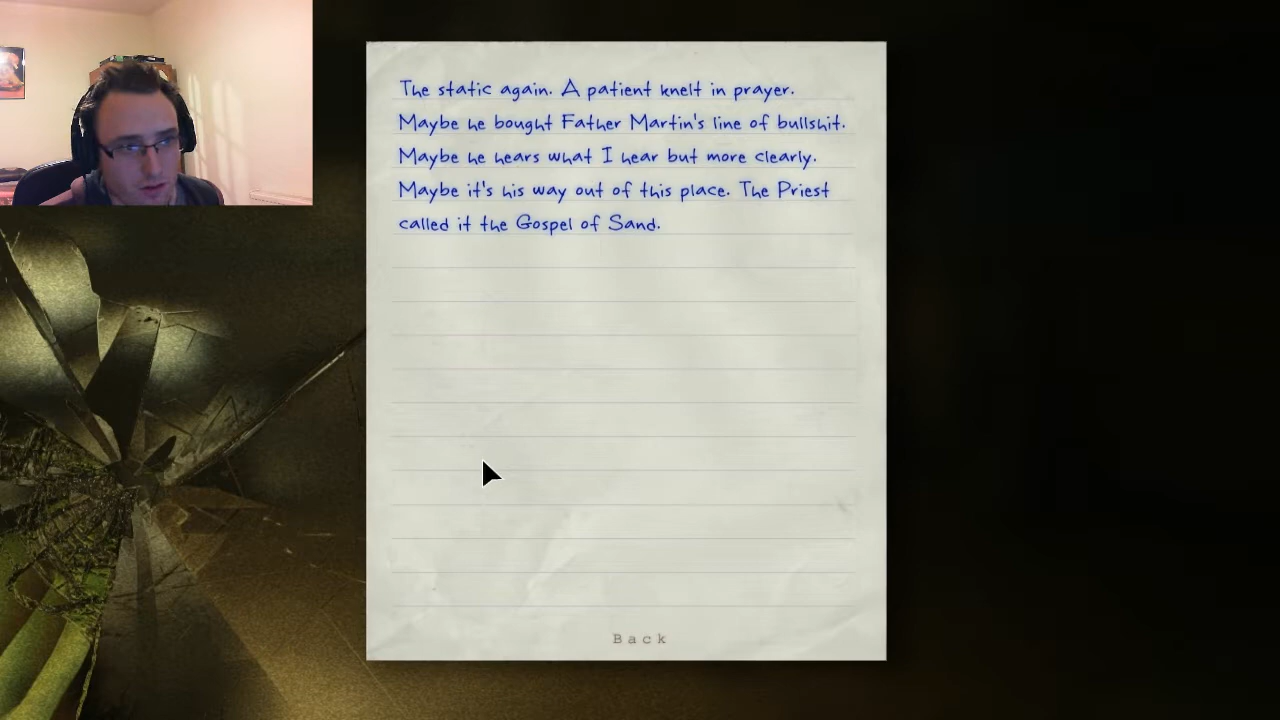 The static again. A patient knelt in prayer.
Maybe he bought Father Martin's line of bullshit.
Maybe he hears what I hear but more clearly.
Maybe it's his way out of this place. The Priest
called it the Gospel of Sand.
Back